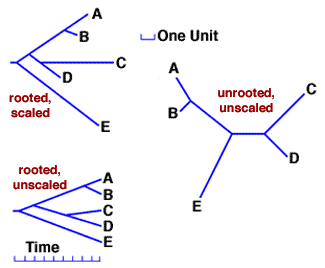 A
B
One Unit
C
D
rooted,
scaled
E
A
B
unrooted,
unscaled
C
D
E
rooted,
unscaled
A
B
C
D
E
Time